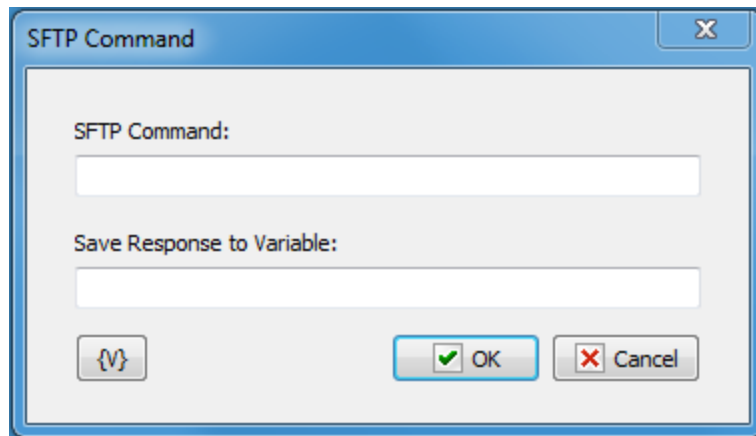 SFTP Command
SFTP Command:
Save Response to Variable:
{V} OK Cancel